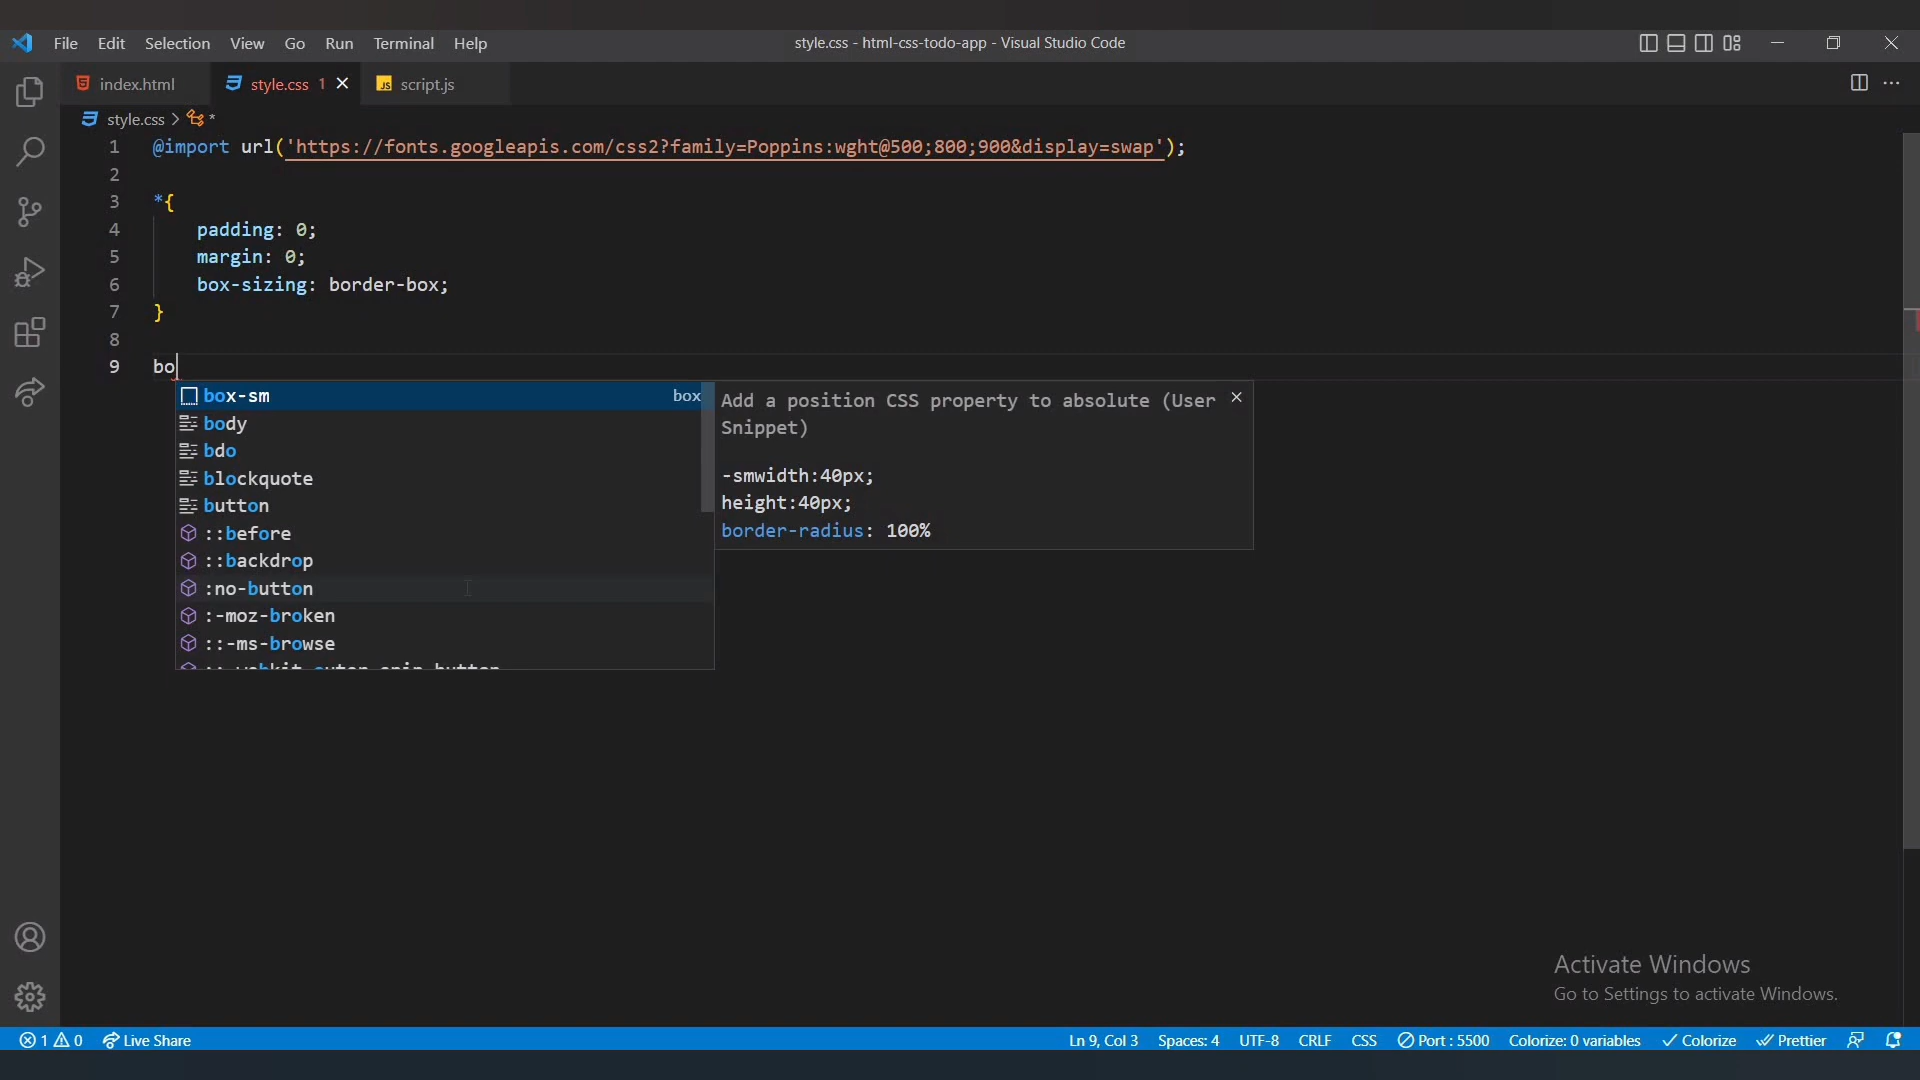 File Edit Selection View Go Run Terminal Help
style.css - html-css-todo-app - Visual Studio Code
index.html
style.css 1
JS script.js
style.css > *
1 @import url('https://fonts.googleapis.com/css2?family=Poppins:wght@500;800;900&display=swap');
2
3 *{
4 padding: 0;
5 margin: 0;
6 box-sizing: border-box;
7 }
8
9 bo
box-sm box
body
bdo
blockquote
button
::before
::backdrop
:no-button
:-moz-broken
::-ms-browse
Add a position CSS property to absolute (User
Snippet)
-smwidth:40px;
height:40px;
border-radius: 100%
Activate Windows
Go to Settings to activate Windows.
1 0 Live Share
Ln 9, Col 3 Spaces: 4 UTF-8 CRLF CSS Port : 5500 Colorize: 0 variables Colorize Prettier